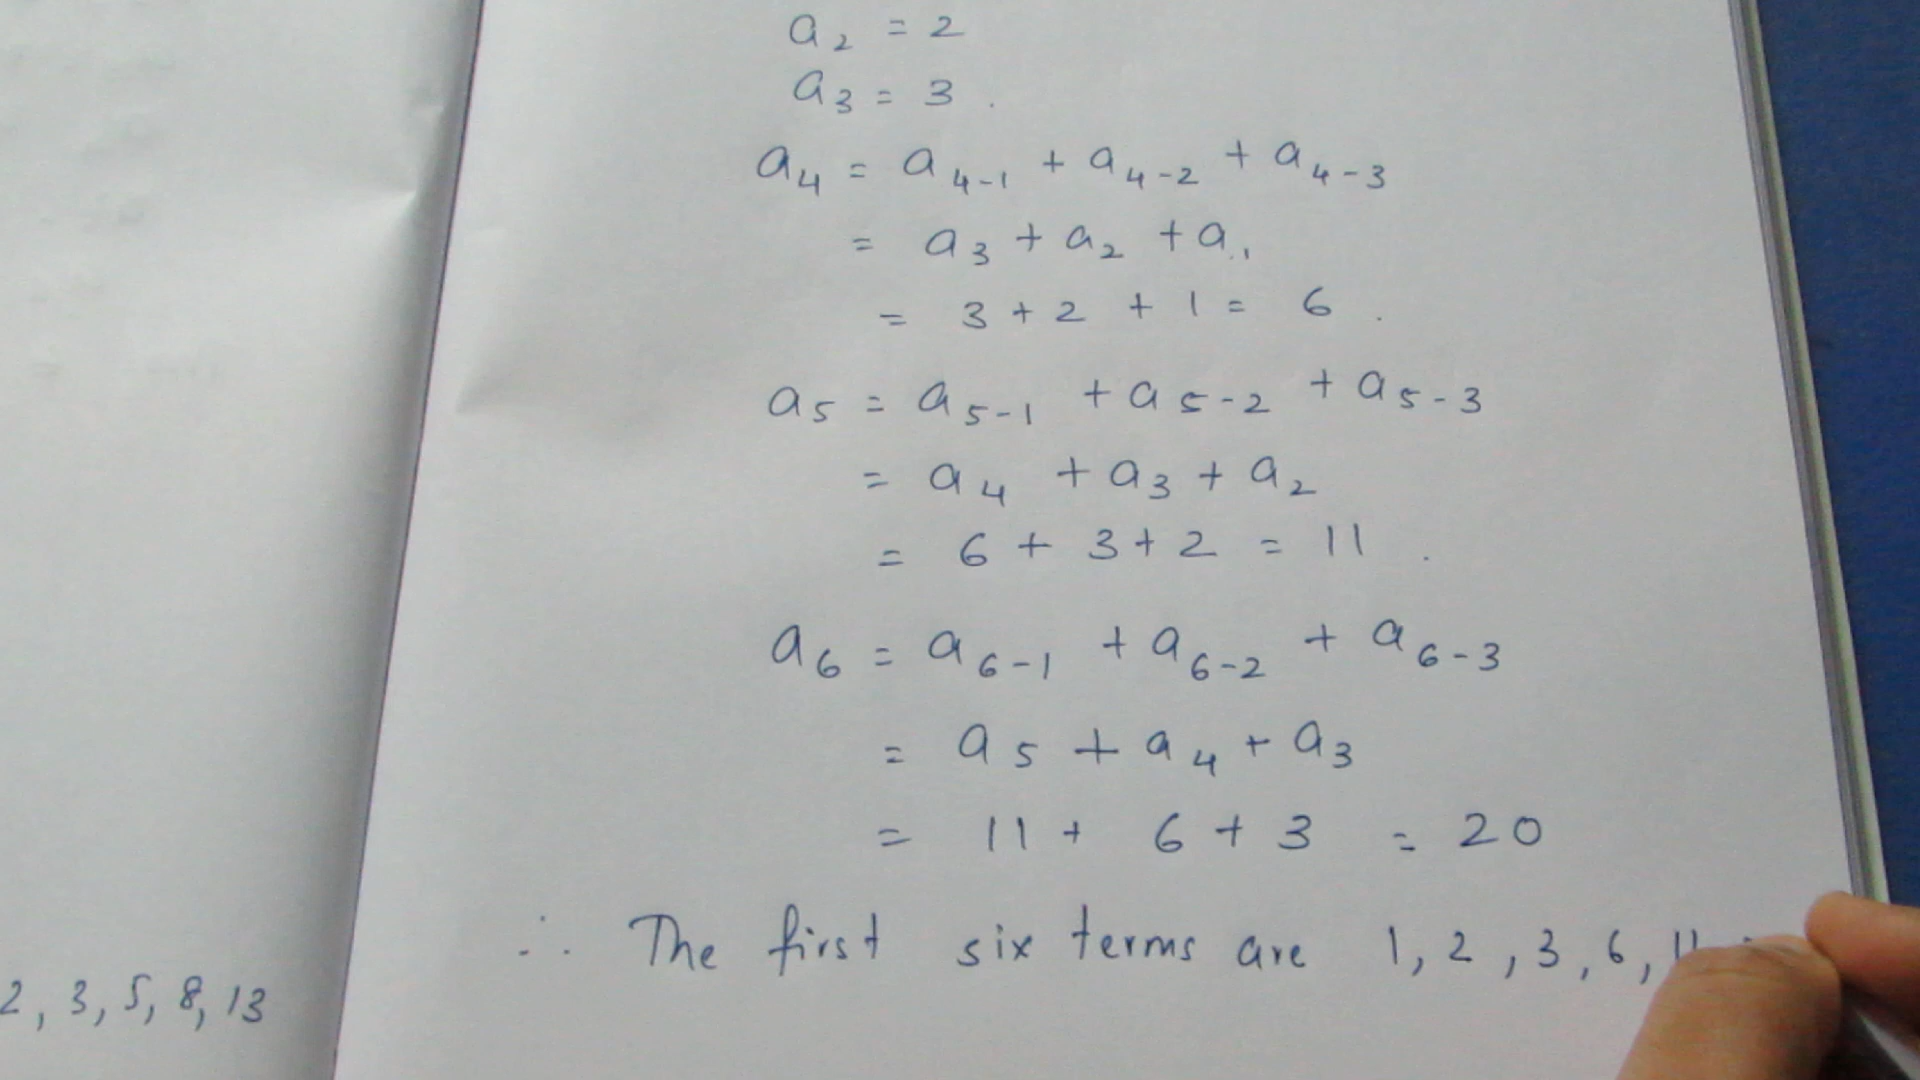 2, 3, 5, 8, 13
a₂ = 2
a₃ = 3.
a₄ = a₄₋₁ + a₄₋₂ + a₄₋₃
= a₃ + a₂ + a₁
= 3 + 2 + 1 = 6.
a₅ = a₅₋₁ + a₅₋₂ + a₅₋₃
= a₄ + a₃ + a₂
= 6 + 3 + 2 = 11.
a₆ = a₆₋₁ + a₆₋₂ + a₆₋₃
= a₅ + a₄ + a₃
= 11 + 6 + 3 = 20
∴ The first six terms are 1, 2, 3, 6, 11